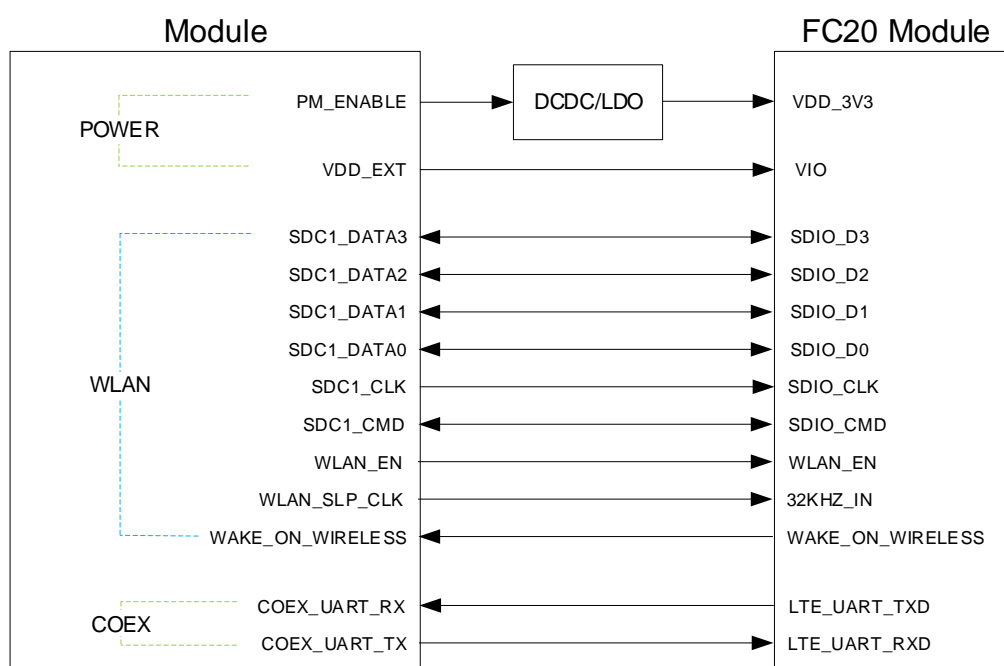 Module FC20 Module
PM_ENABLE DCDC/LDO VDD_3V3
POWER
VDD_EXT VIO
SDC1_DATA3 SDIO_D3
SDC1_DATA2 SDIO_D2
SDC1_DATA1 SDIO_D1
SDC1_DATA0 SDIO_D0
WLAN SDC1_CLK SDIO_CLK
SDC1_CMD SDIO_CMD
WLAN_EN WLAN_EN
WLAN_SLP_CLK 32KHZ_IN
WAKE_ON_WIRELESS WAKE_ON_WIRELESS
COEX_UART_RX LTE_UART_TXD
COEX
COEX_UART_TX LTE_UART_RXD